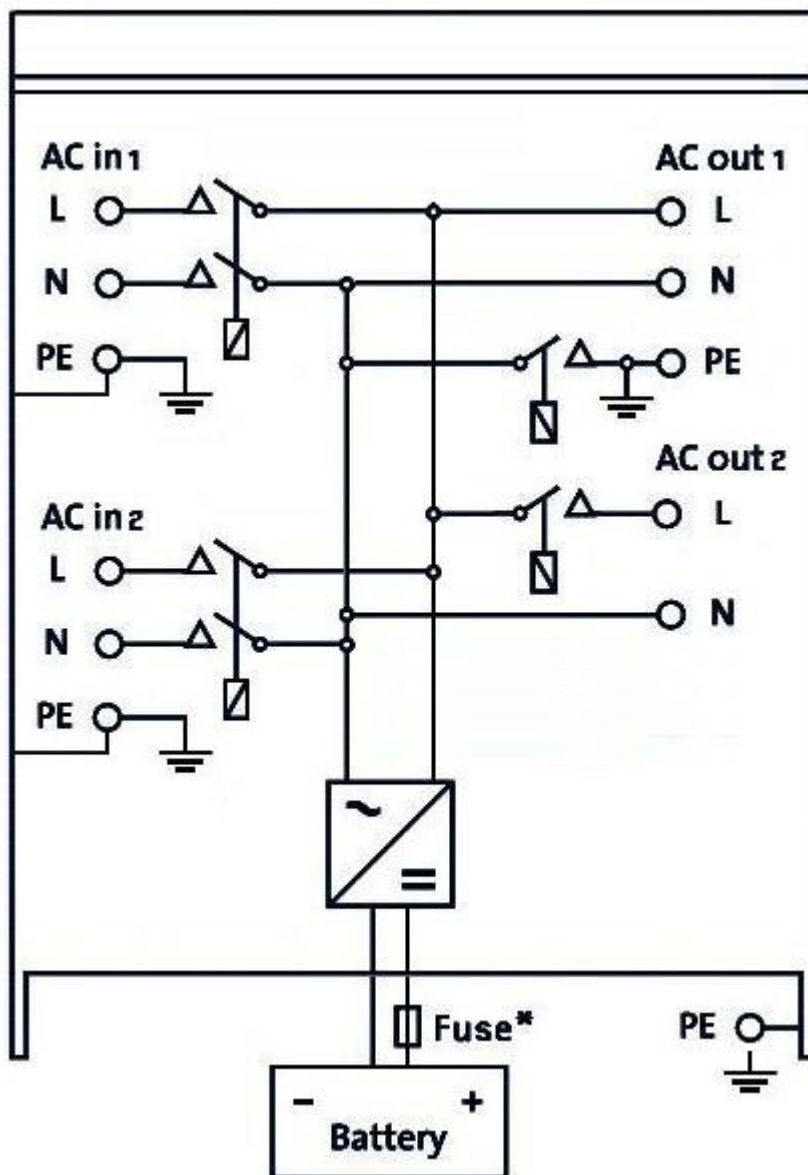 AC in 1
AC out 1
L
L
N
N
PE
PE
AC out 2
AC in 2
L
L
N
N
PE
Fuse*
PE
- +
Battery